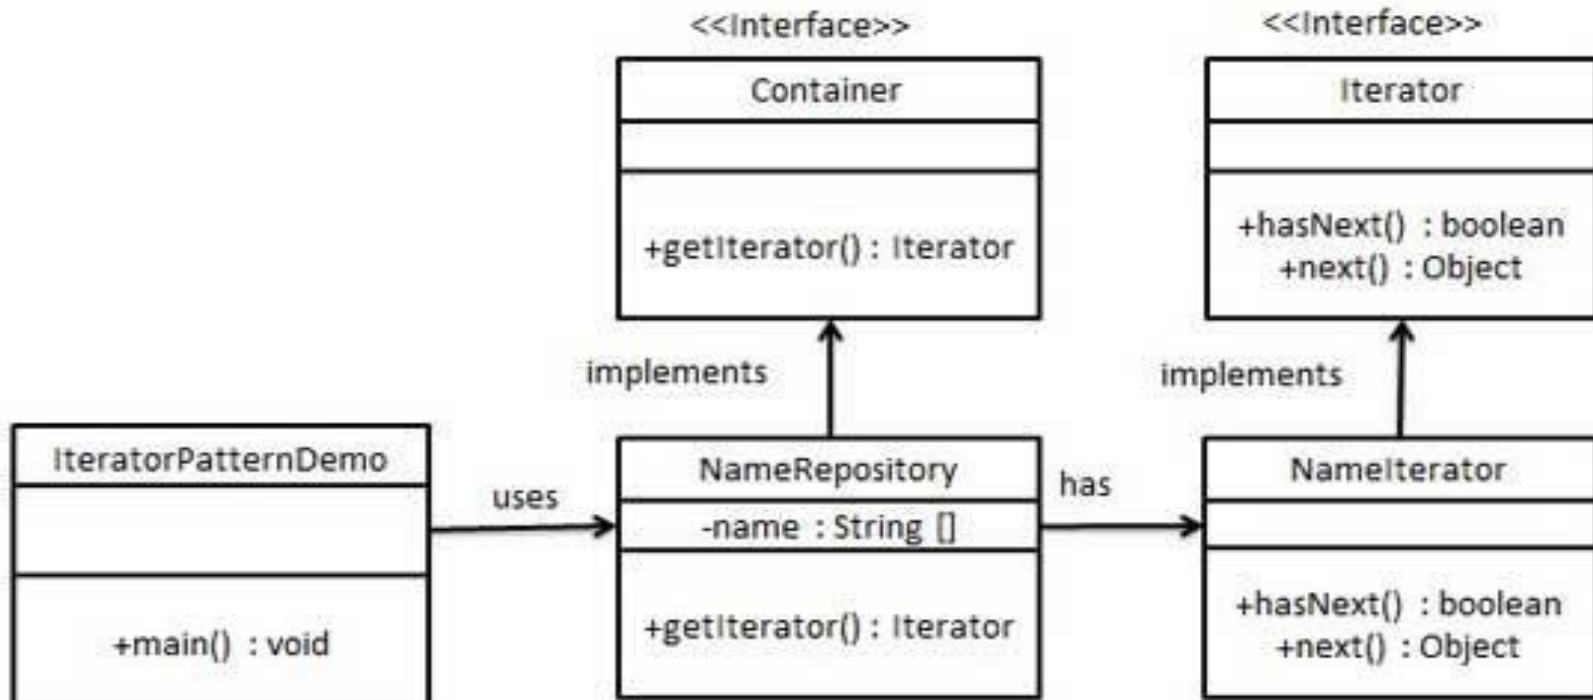 <<Interface>>
Container
+getIterator() : Iterator
<<Interface>>
Iterator
+hasNext() : boolean
+next() : Object
implements
implements
IteratorPatternDemo
+main() : void
uses
NameRepository
-name : String []
+getIterator() : Iterator
has
NameIterator
+hasNext() : boolean
+next() : Object